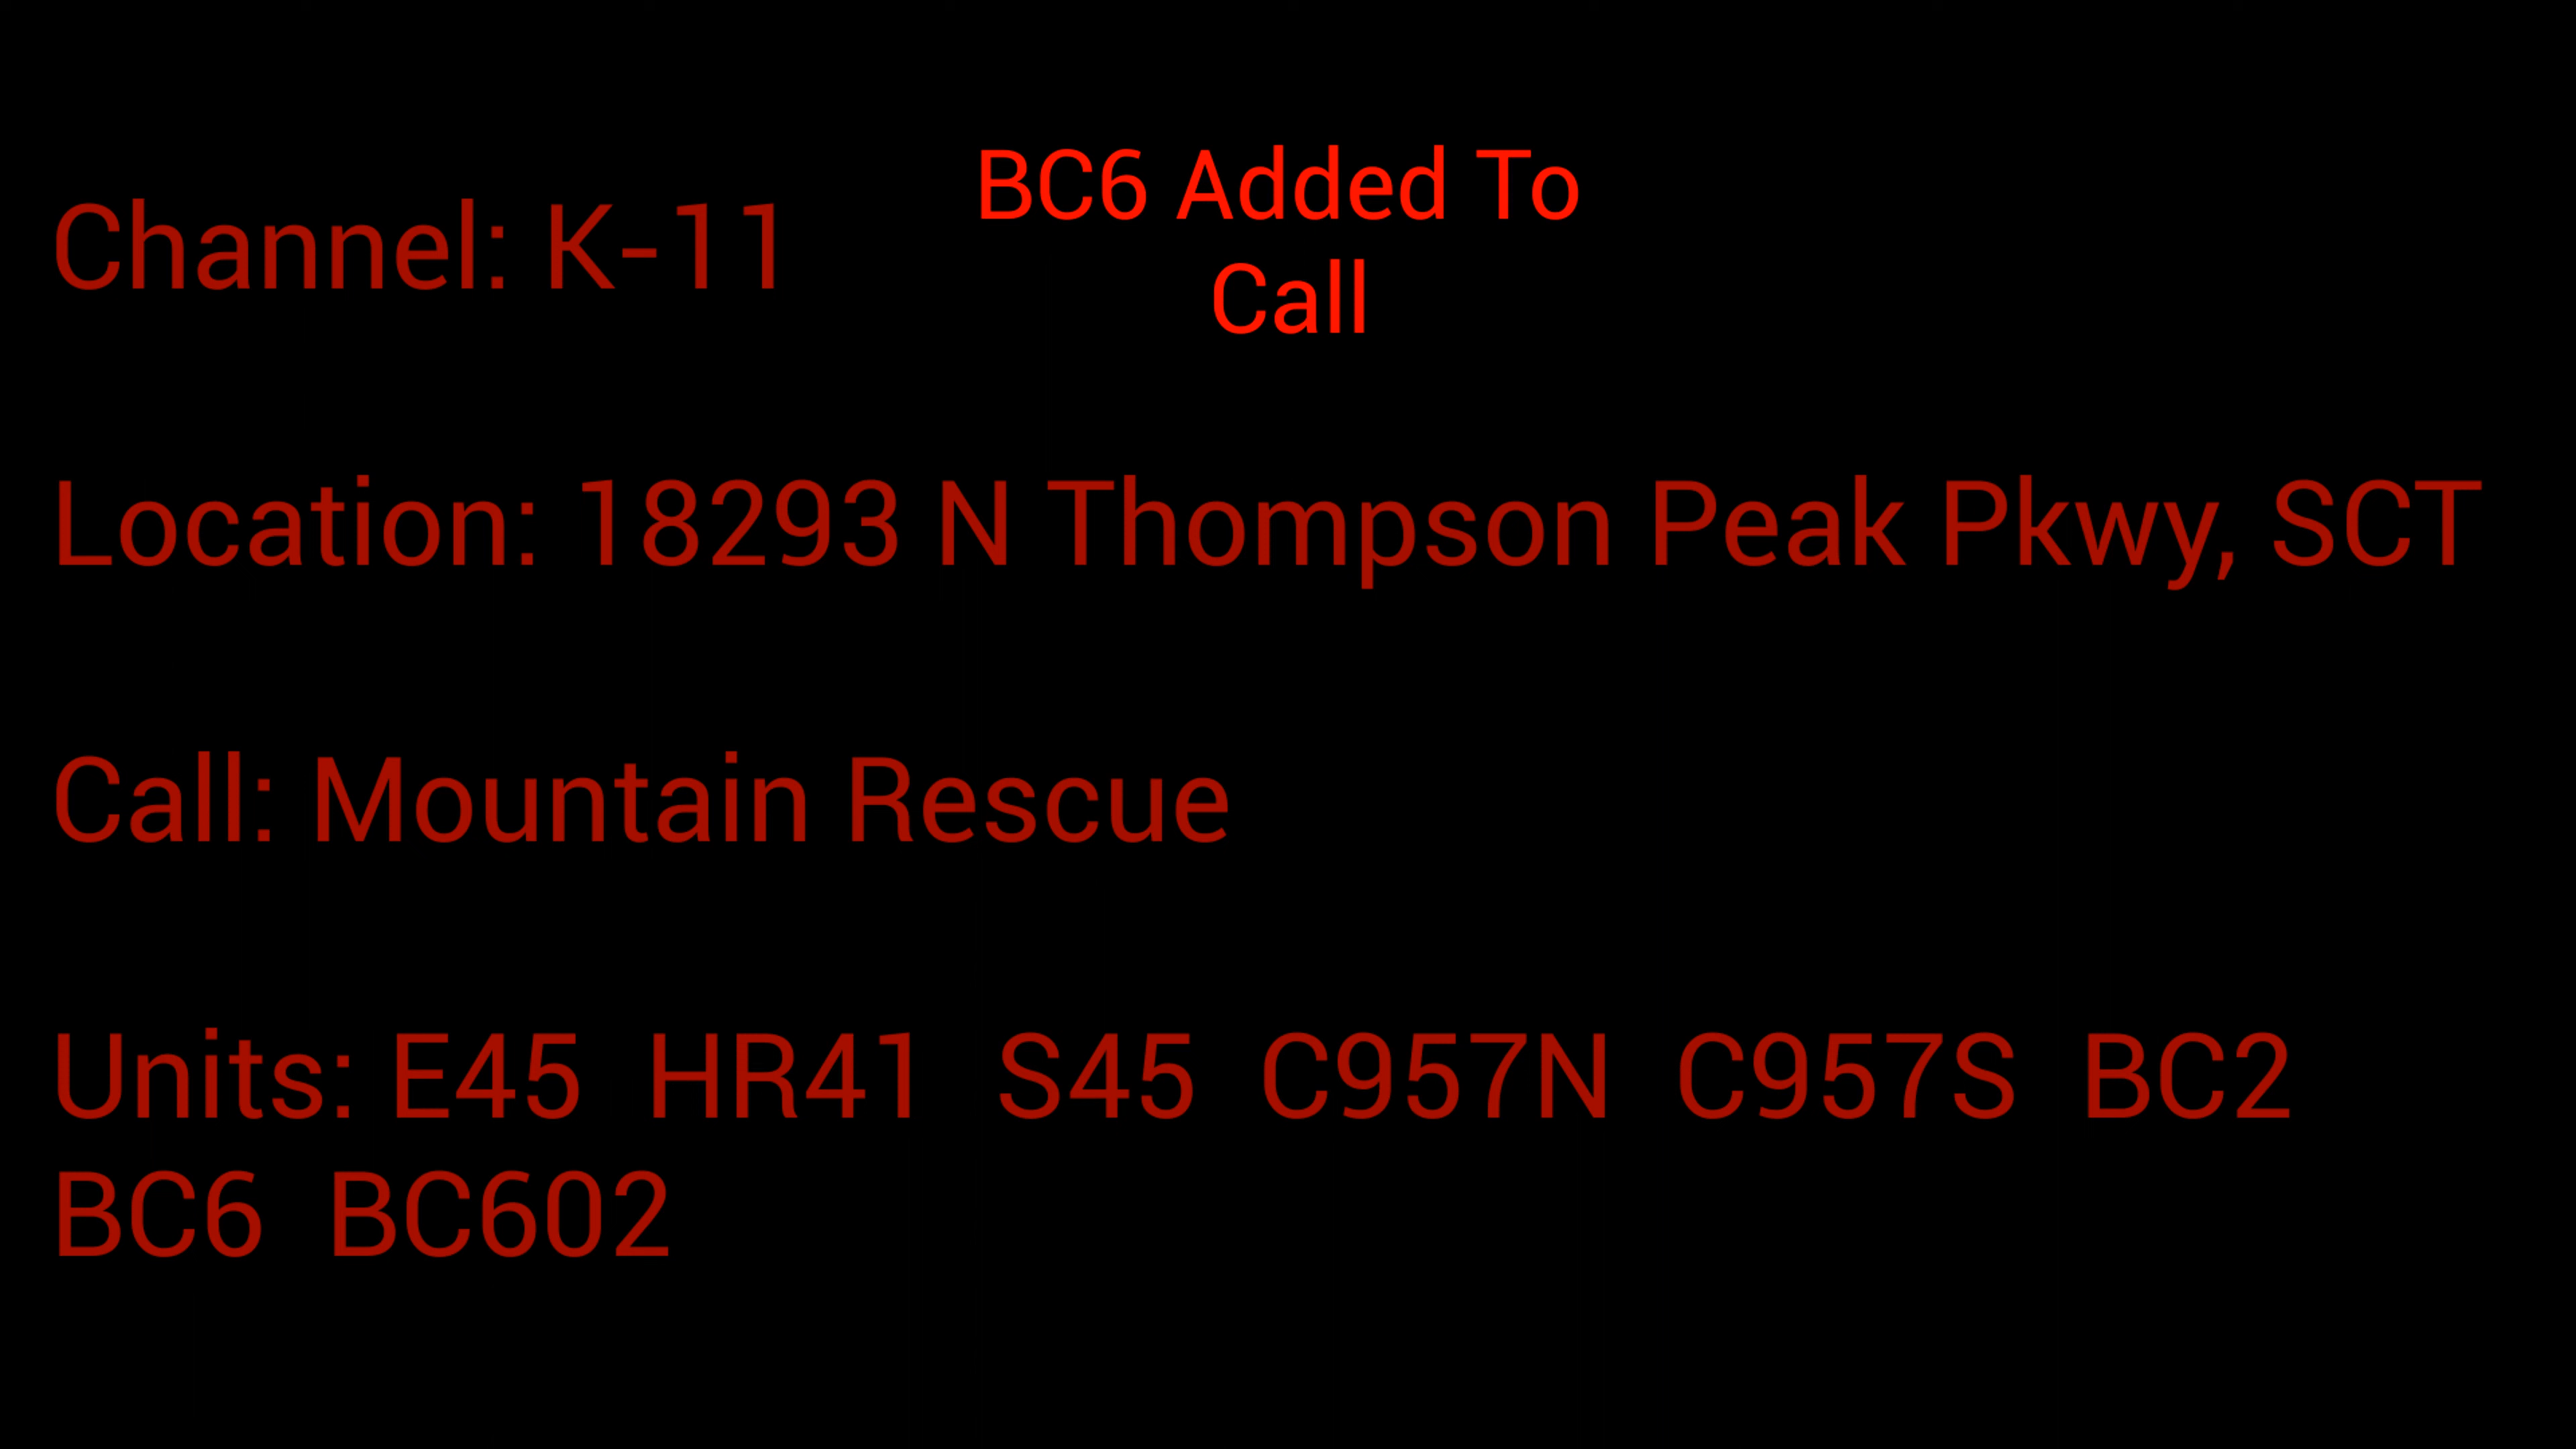 BC6 Added To
Call
Channel: K-11
Location: 18293 N Thompson Peak Pkwy, SCT
Call: Mountain Rescue
Units: E45 HR41 S45 C957N C957S BC2
BC6 BC602